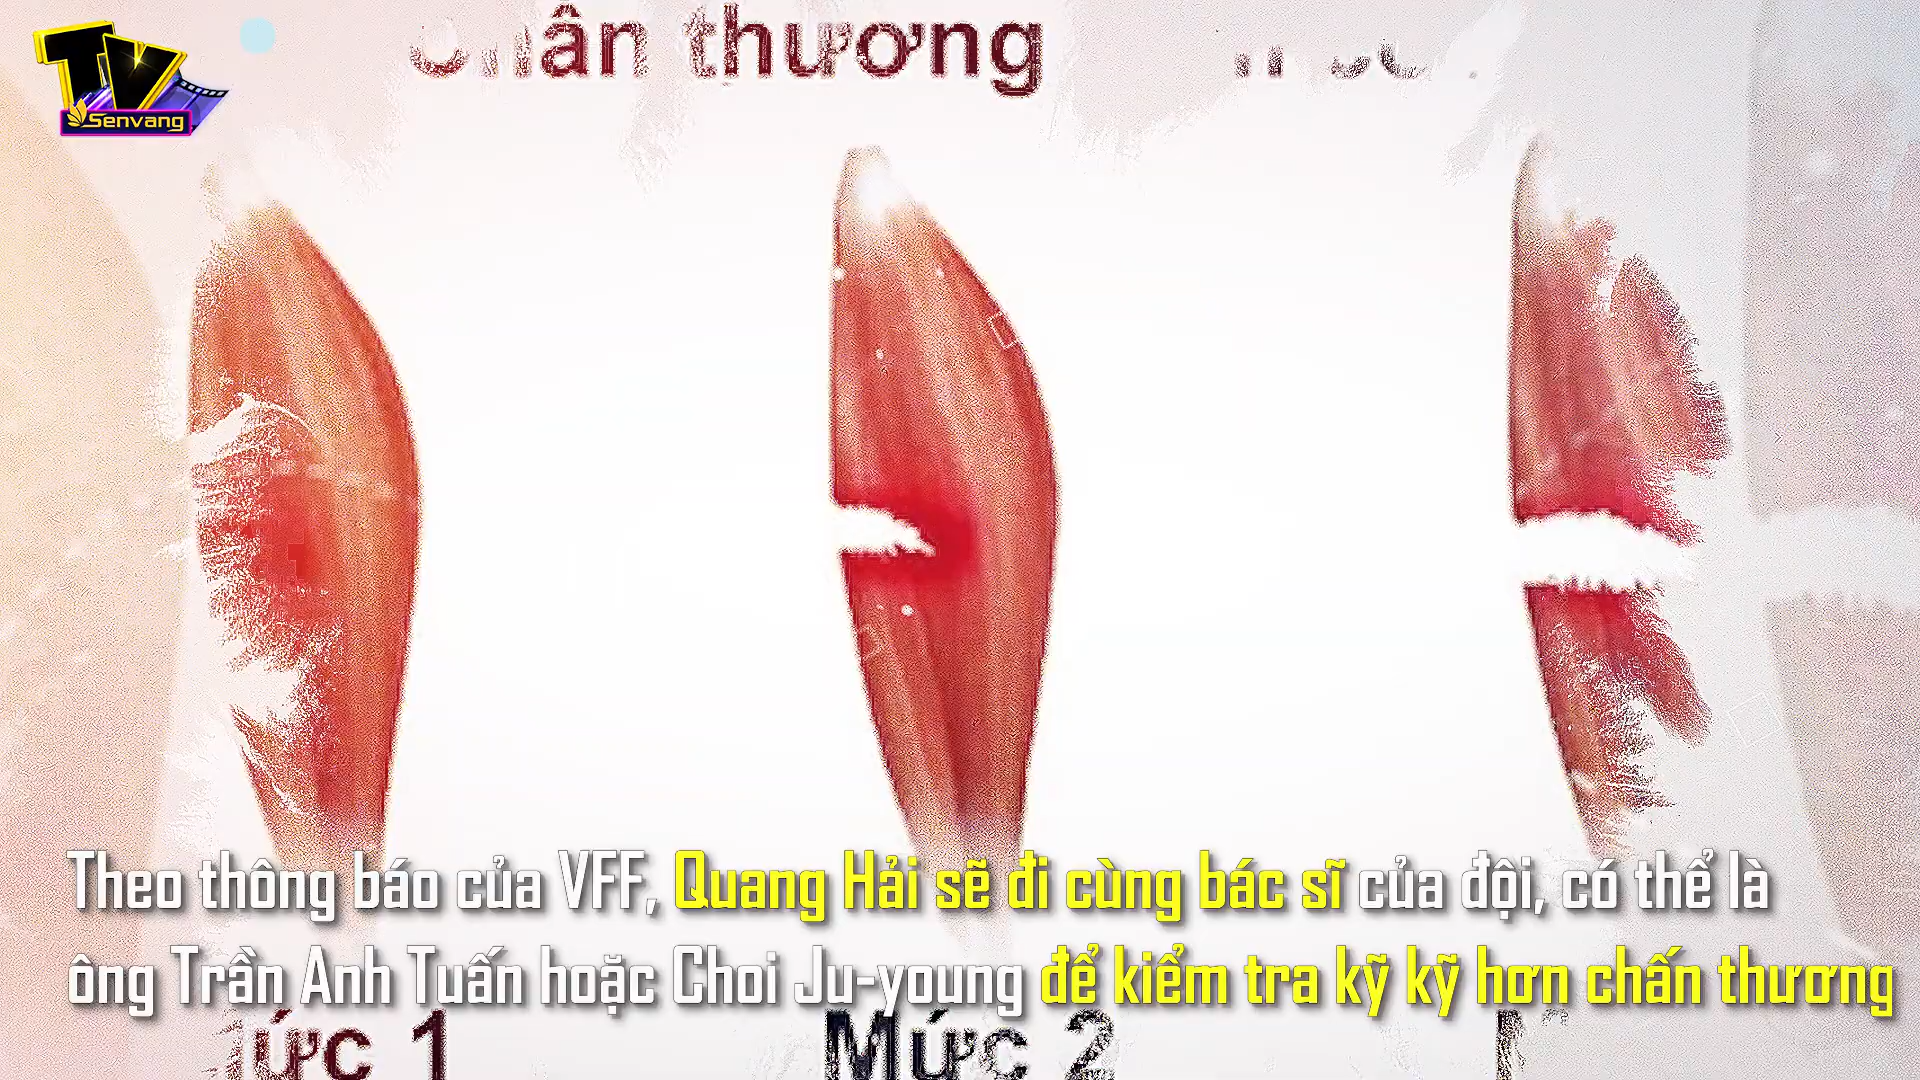 TV
Senvang
thương
Theo thông báo của VFF, Quang Hải sẽ đi cùng bác sĩ của đội, có thể là
ông Trần Anh Tuấn hoặc Choi Ju-young để kiểm tra kỹ kỹ hơn chấn thương
Mức 1
Mức 2